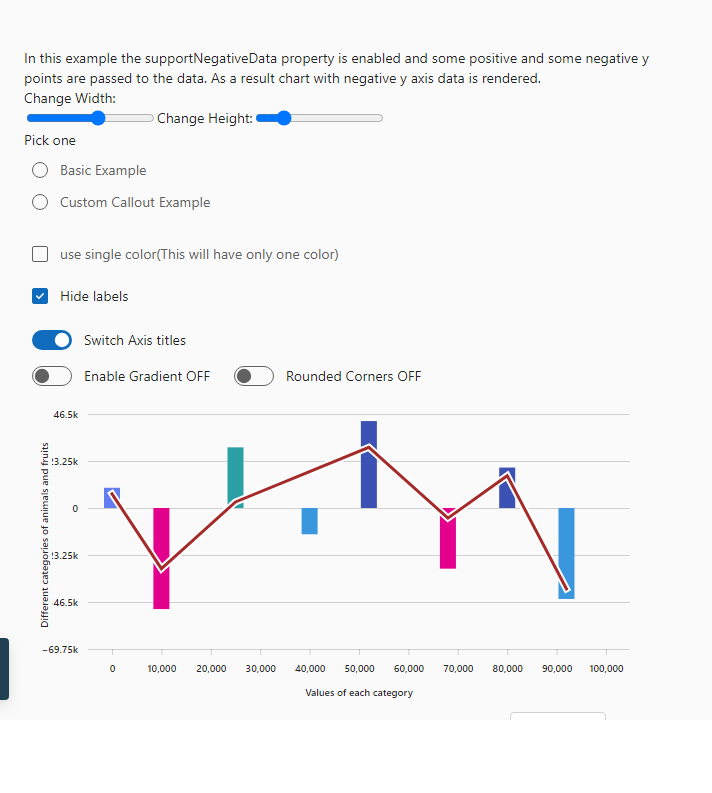 In this example the supportNegativeData property is enabled and some positive and some negative y
points are passed to the data. As a result chart with negative y axis data is rendered.
Change Width:
Change Height:
Pick one
Basic Example
Custom Callout Example
use single color(This will have only one color)
Hide labels
Switch Axis titles
Enable Gradient OFF
Rounded Corners OFF
Different categories of animals and fruits
46.5k
3.25k
0
3.25k
46.5k
−69.75k
0 10,000 20,000 30,000 40,000 50,000 60,000 70,000 80,000 90,000 100,000
Values of each category